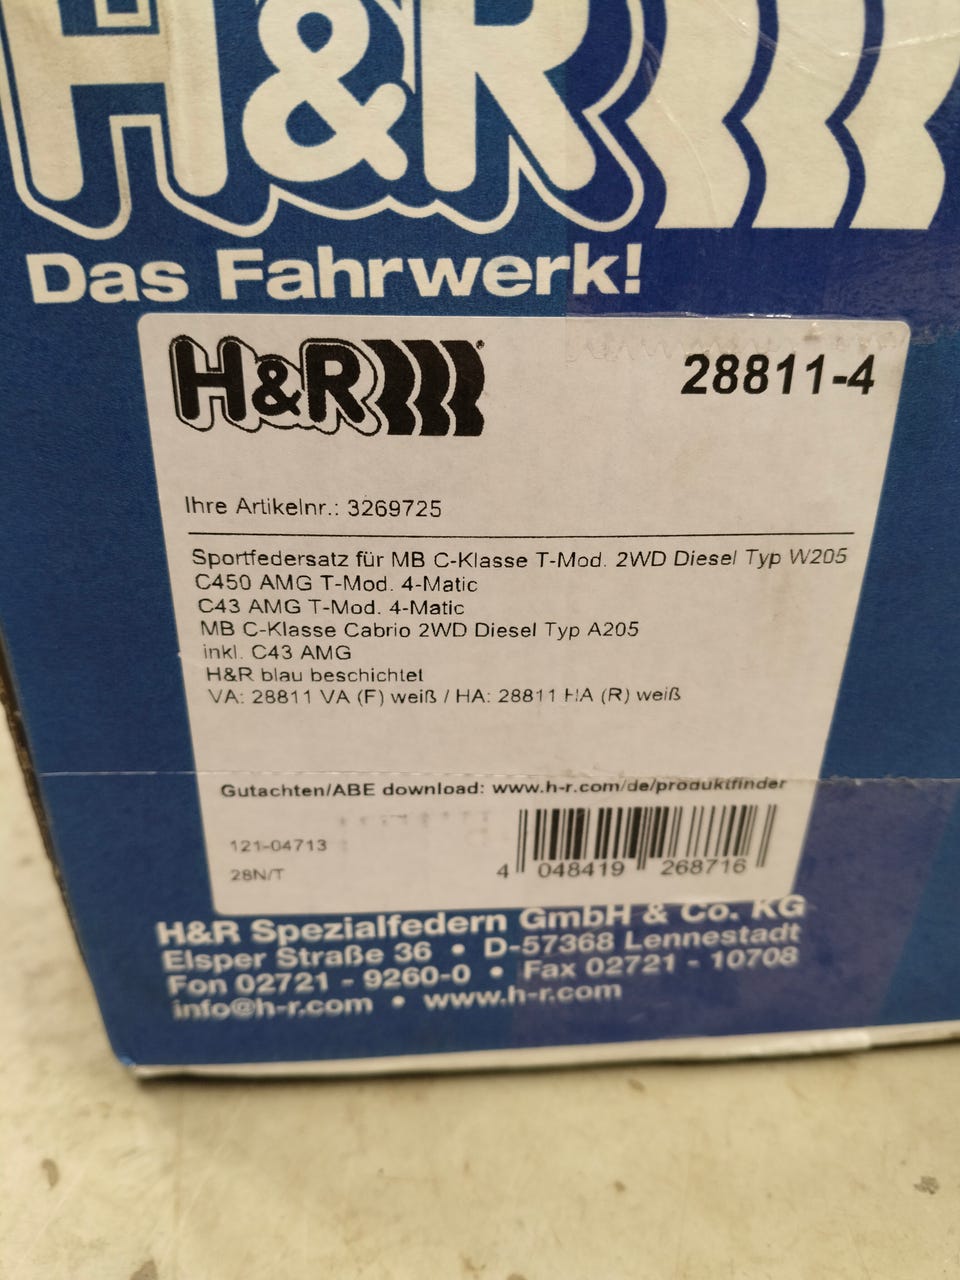 H&R
Das Fahrwerk!
H&R®
28811-4
Ihre Artikelnr.: 3269725
Sportfedersatz für MB C-Klasse T-Mod. 2WD Diesel Typ W205
C450 AMG T-Mod. 4-Matic
C43 AMG T-Mod. 4-Matic
MB C-Klasse Cabrio 2WD Diesel Typ A205
inkl. C43 AMG
H&R blau beschichtet
VA: 28811 VA (F) weiß / HA: 28811 HA (R) weiß
Gutachten/ABE download: www.h-r.com/de/produktfinder
121-04713
28N/T
4 048419 268716
H&R Spezialfedern GmbH & Co. KG
Elsper Straße 36 • D-57368 Lennestadt
Fon 02721 - 9260-0 • Fax 02721 - 10708
info@h-r.com • www.h-r.com